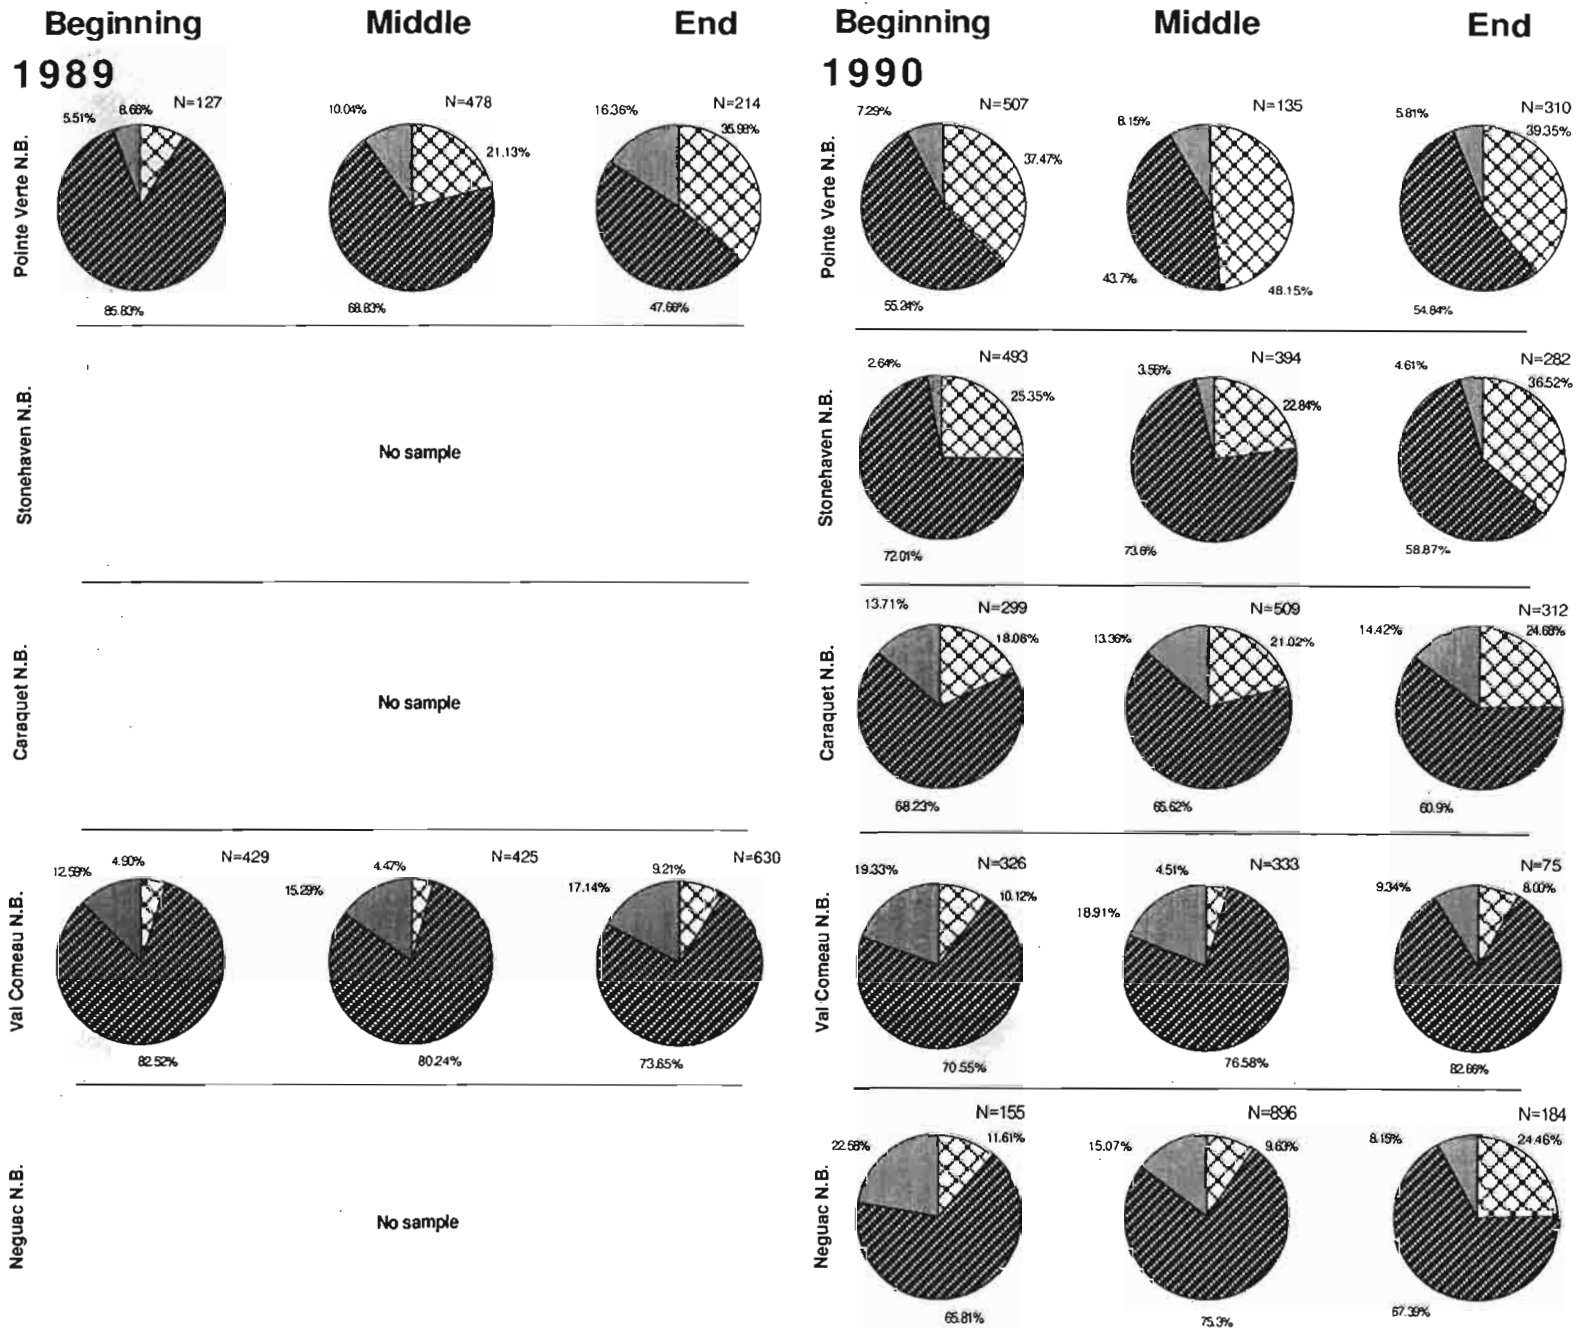 Beginning Middle End Beginning Middle End
1989 1990
Pointe Verte N.B.
5.51% 8.66% N=127
85.83%
10.04% N=478
21.13%
68.83%
16.36% N=214
35.98%
47.66%
Pointe Verte N.B.
7.29% N=507
37.47%
55.24%
8.15% N=135
43.7% 48.15%
5.81% N=310
39.35%
54.84%
Stonehaven N.B.
No sample
Stonehaven N.B.
2.64% N=493
25.35%
72.01%
3.56% N=394
22.84%
73.6%
4.61% N=282
36.52%
58.87%
Caraquet N.B.
No sample
Caraquet N.B.
13.71% N=299
18.06%
68.23%
13.36% N=509
21.02%
65.62%
14.42% N=312
24.68%
60.9%
Val Comeau N.B.
12.59% 4.90% N=429
82.52%
15.29% 4.47% N=425
80.24%
17.14% 9.21% N=630
73.65%
Val Comeau N.B.
19.33% N=326
10.12%
70.55%
4.51% N=333
18.91%
76.58%
9.34% N=75
8.00%
82.66%
Neguac N.B.
No sample
Neguac N.B.
22.58% N=155
11.61%
65.81%
15.07% N=896
9.63%
75.3%
8.15% N=184
24.46%
67.39%